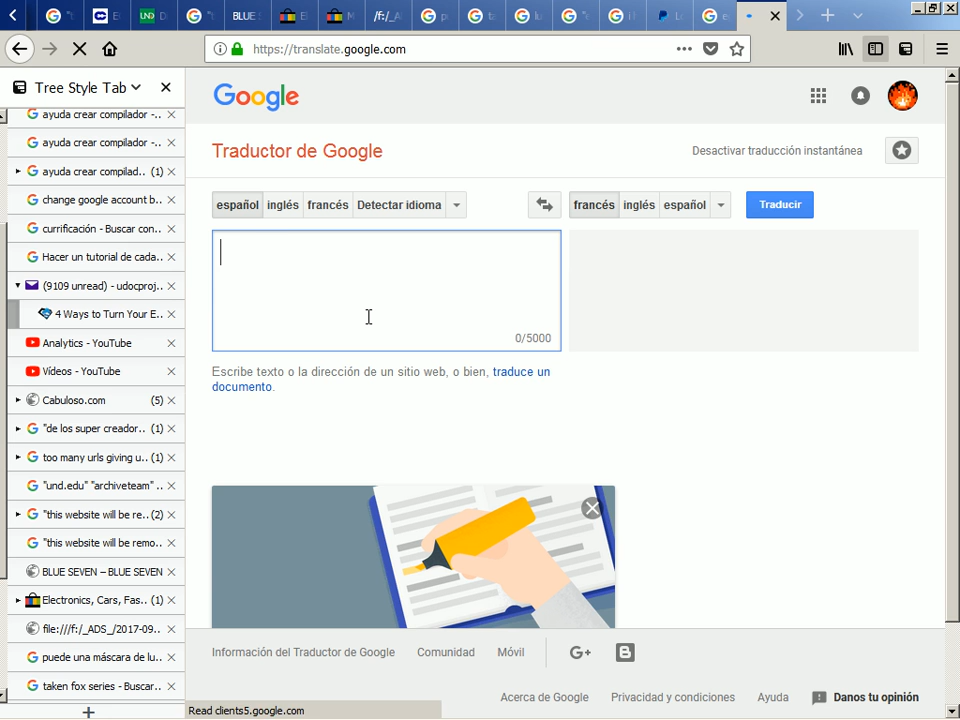 BLUE
/f:/_A
https://translate.google.com
Tree Style Tab
Google
ayuda crear compilador -..
ayuda crear compilador -..
ayuda crear compilad.. (1)
change google account b..
currificación - Buscar con..
Hacer un tutorial de cada..
(9109 unread) - udocproj..
4 Ways to Turn Your E..
Analytics - YouTube
Vídeos - YouTube
Cabuloso.com (5)
"de los super creador.. (1)
too many urls giving u.. (1)
"und.edu" "archiveteam" ..
"this website will be re.. (2)
"this website will be remo..
BLUE SEVEN – BLUE SEVEN
Electronics, Cars, Fas.. (1)
file:///f:/_ADS_/2017-09..
puede una máscara de lu..
taken fox series - Buscar..
Traductor de Google
Desactivar traducción instantánea
español inglés francés Detectar idioma
francés inglés español
Traducir
0/5000
Escribe texto o la dirección de un sitio web, o bien, traduce un
documento.
Información del Traductor de Google Comunidad Móvil
G+
Acerca de Google Privacidad y condiciones Ayuda Danos tu opinión
Read clients5.google.com